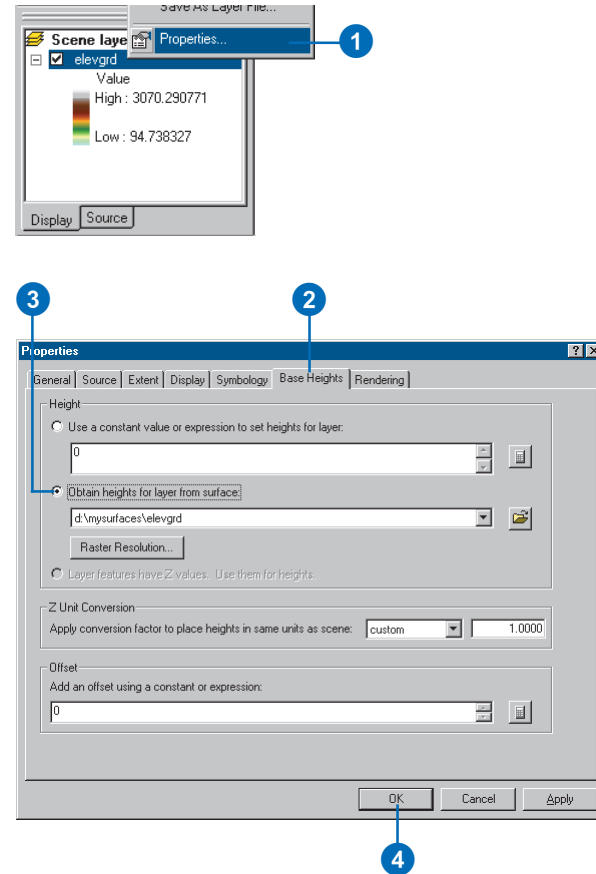 Save As Layer File...
Properties...
1
Scene laye
elevgrd
Value
High : 3070.290771
Low : 94.738327
Display Source
3 2
Properties
General Source Extent Display Symbology Base Heights Rendering
Height
Use a constant value or expression to set heights for layer:
0
Obtain heights for layer from surface:
d:\mysurfaces\elevgrd
Raster Resolution...
Layer features have Z values. Use them for heights.
Z Unit Conversion
Apply conversion factor to place heights in same units as scene: custom 1.0000
Offset
Add an offset using a constant or expression:
0
OK Cancel Apply
4